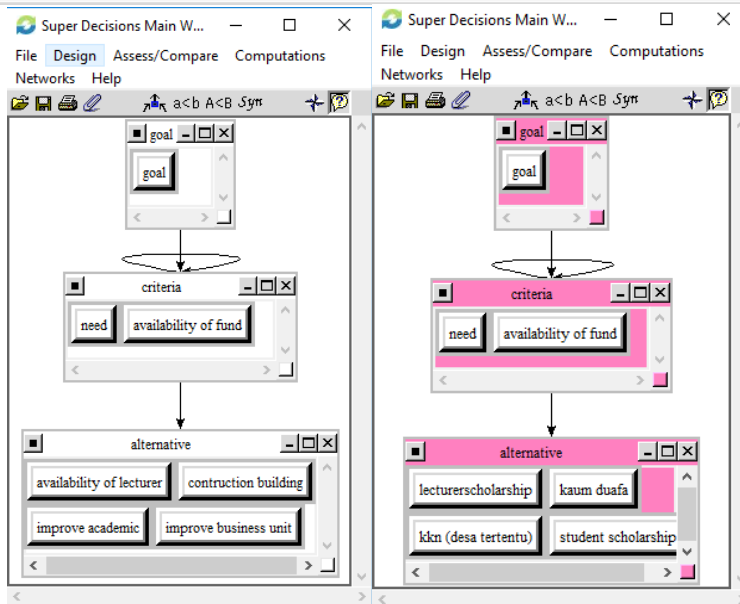 Super Decisions Main W...
File Design Assess/Compare Computations
Networks Help
a<b A<B Syn
goal
goal
criteria
need availability of fund
alternative
availability of lecturer contruction building
improve academic improve business unit
Super Decisions Main W...
File Design Assess/Compare Computations
Networks Help
a<b A<B Syn
goal
goal
criteria
need availability of fund
alternative
lecturerscholarship kaum duafa
kkn (desa tertentu) student scholarship